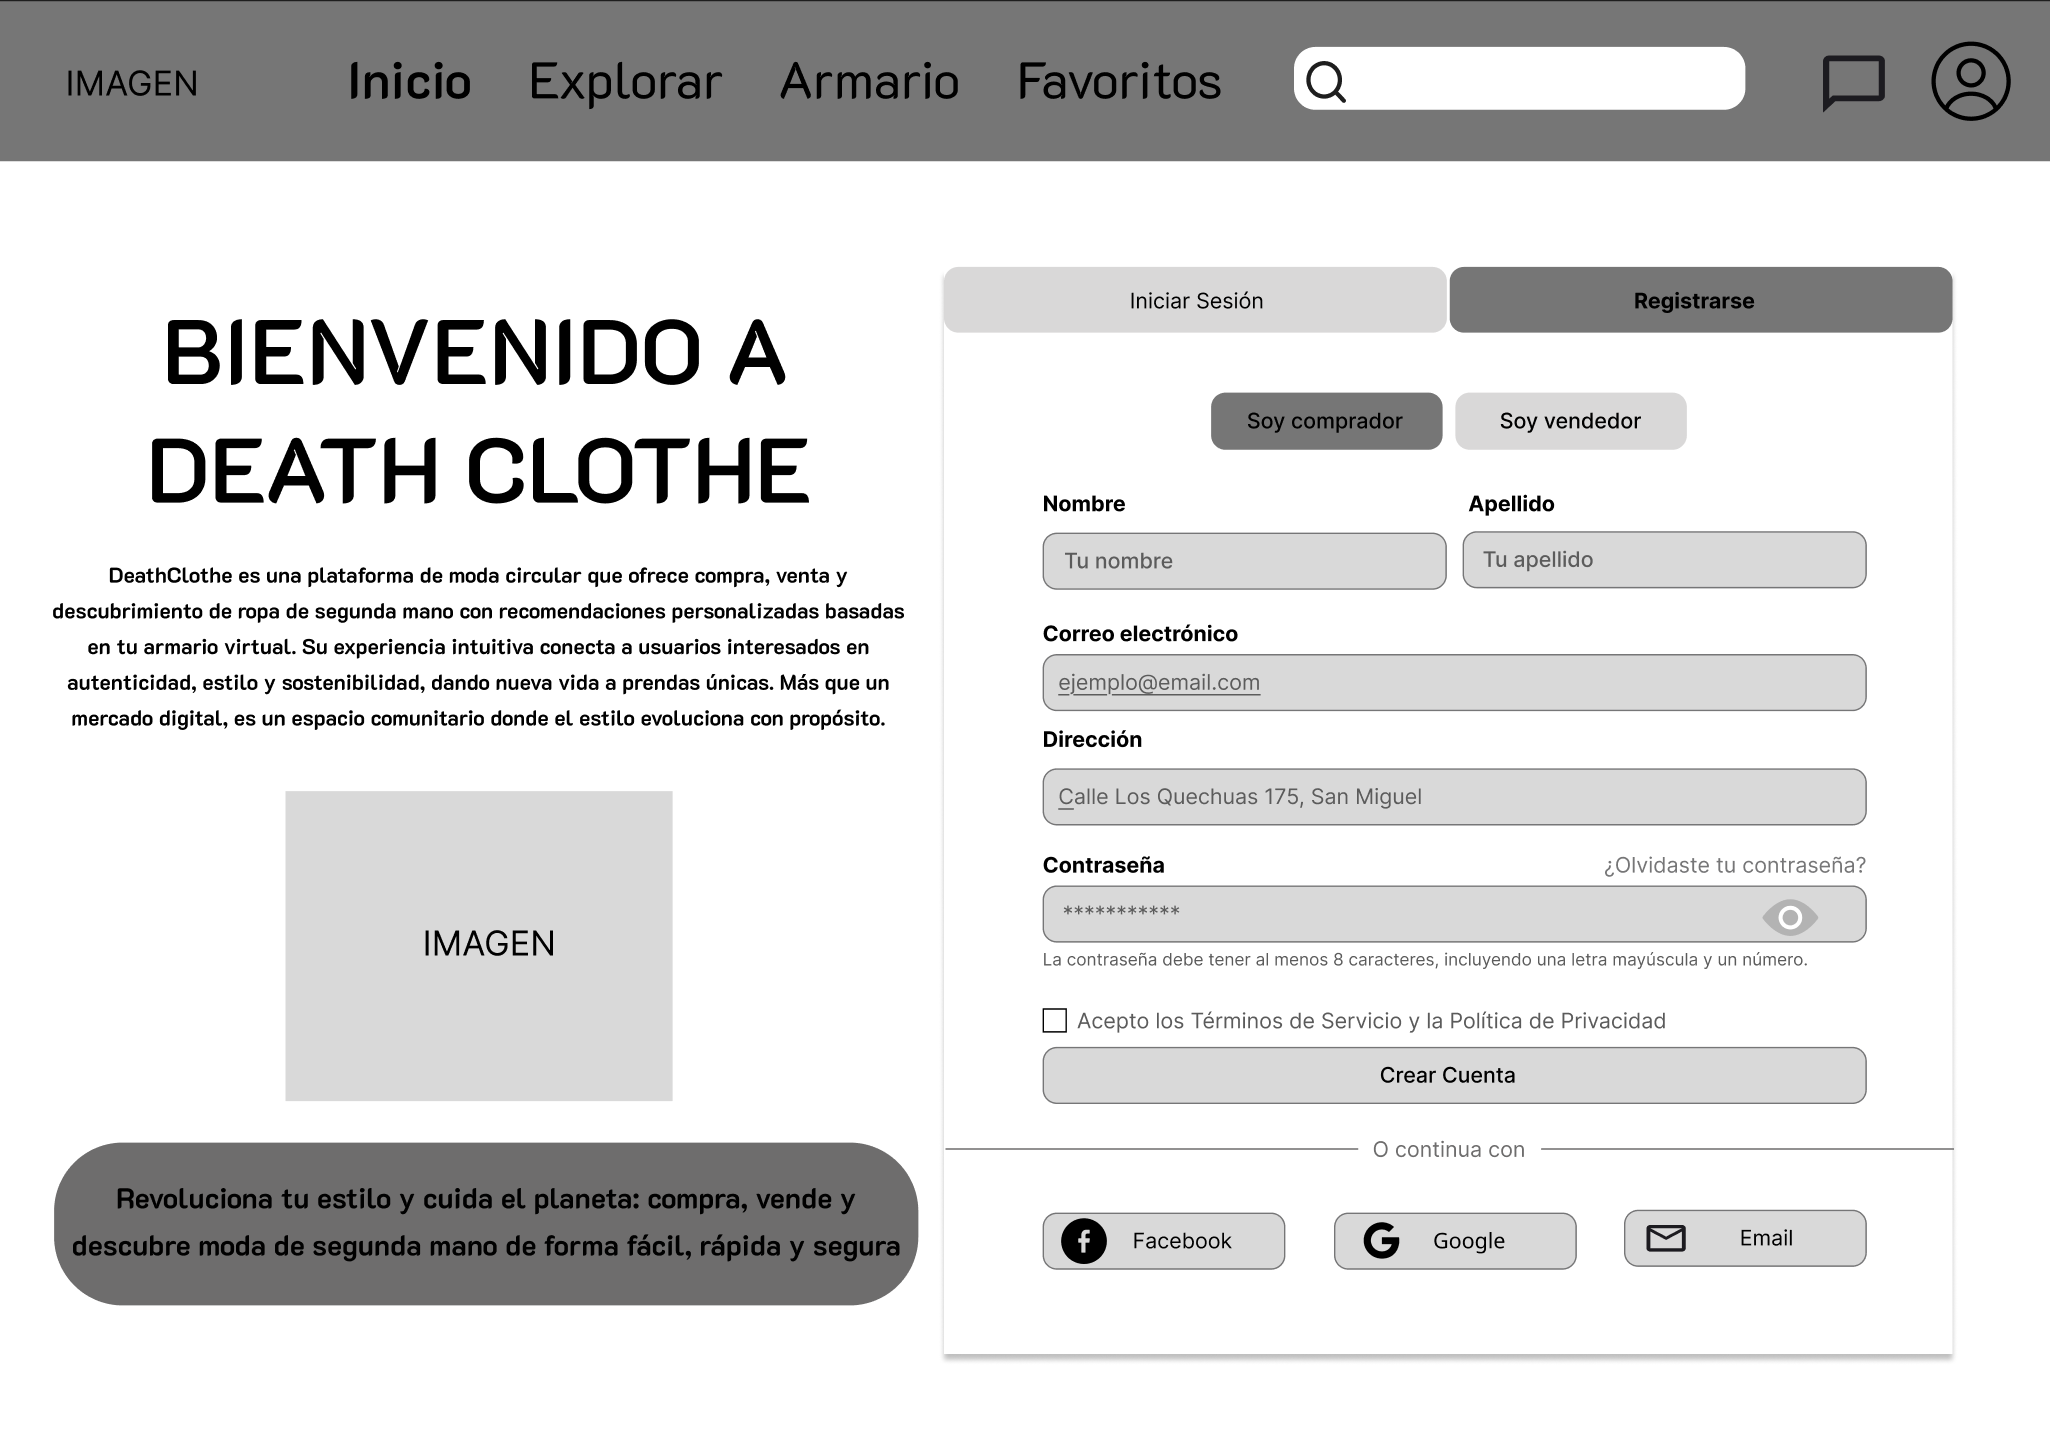 IMAGEN
Inicio
Explorar
Armario
Favoritos
BIENVENIDO A
DEATH CLOTHE
DeathClothe es una plataforma de moda circular que ofrece compra, venta y
descubrimiento de ropa de segunda mano con recomendaciones personalizadas basadas
en tu armario virtual. Su experiencia intuitiva conecta a usuarios interesados en
autenticidad, estilo y sostenibilidad, dando nueva vida a prendas únicas. Más que un
mercado digital, es un espacio comunitario donde el estilo evoluciona con propósito.
IMAGEN
Revoluciona tu estilo y cuida el planeta: compra, vende y
descubre moda de segunda mano de forma fácil, rápida y segura
Iniciar Sesión
Registrarse
Soy comprador
Soy vendedor
Nombre
Apellido
Tu nombre
Tu apellido
Correo electrónico
ejemplo@email.com
Dirección
Calle Los Quechuas 175, San Miguel
Contraseña
¿Olvidaste tu contraseña?
***********
La contraseña debe tener al menos 8 caracteres, incluyendo una letra mayúscula y un número.
Acepto los Términos de Servicio y la Política de Privacidad
Crear Cuenta
O continua con
Facebook
Google
Email